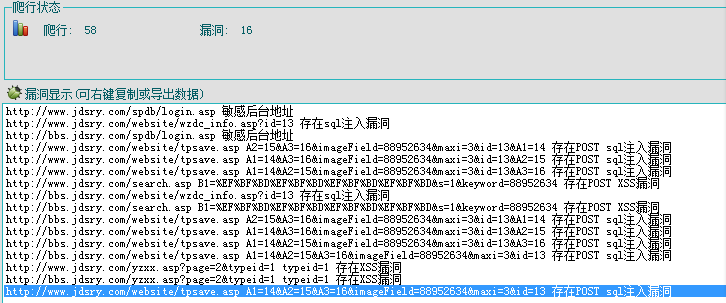 爬行状态
爬行: 58 漏洞: 16
漏洞显示(可右键复制或导出数据)
http://www.jdsry.com/spdb/login.asp 敏感后台地址
http://www.jdsry.com/website/wzdc_info.asp?id=13 存在sql注入漏洞
http://bbs.jdsry.com/spdb/login.asp 敏感后台地址
http://www.jdsry.com/website/tpsave.asp A2=15&A3=16&imageField=88952634&maxi=3&id=13&A1=14 存在POST sql注入漏洞
http://www.jdsry.com/website/tpsave.asp A1=14&A3=16&imageField=88952634&maxi=3&id=13&A2=15 存在POST sql注入漏洞
http://www.jdsry.com/website/tpsave.asp A1=14&A2=15&imageField=88952634&maxi=3&id=13&A3=16 存在POST sql注入漏洞
http://www.jdsry.com/search.asp B1=%EF%BF%BD%EF%BF%BD%EF%BF%BD%EF%BF%BD&s=1&keyword=88952634 存在POST XSS漏洞
http://bbs.jdsry.com/website/wzdc_info.asp?id=13 存在sql注入漏洞
http://bbs.jdsry.com/search.asp B1=%EF%BF%BD%EF%BF%BD%EF%BF%BD%EF%BF%BD&s=1&keyword=88952634 存在POST XSS漏洞
http://bbs.jdsry.com/website/tpsave.asp A2=15&A3=16&imageField=88952634&maxi=3&id=13&A1=14 存在POST sql注入漏洞
http://bbs.jdsry.com/website/tpsave.asp A1=14&A3=16&imageField=88952634&maxi=3&id=13&A2=15 存在POST sql注入漏洞
http://bbs.jdsry.com/website/tpsave.asp A1=14&A2=15&imageField=88952634&maxi=3&id=13&A3=16 存在POST sql注入漏洞
http://bbs.jdsry.com/website/tpsave.asp A1=14&A2=15&A3=16&imageField=88952634&maxi=3&id=13 存在POST sql注入漏洞
http://www.jdsry.com/yzxx.asp?page=2&typeid=1 typeid=1 存在XSS漏洞
http://bbs.jdsry.com/yzxx.asp?page=2&typeid=1 typeid=1 存在XSS漏洞
http://www.jdsry.com/website/tpsave.asp A1=14&A2=15&A3=16&imageField=88952634&maxi=3&id=13 存在POST sql注入漏洞